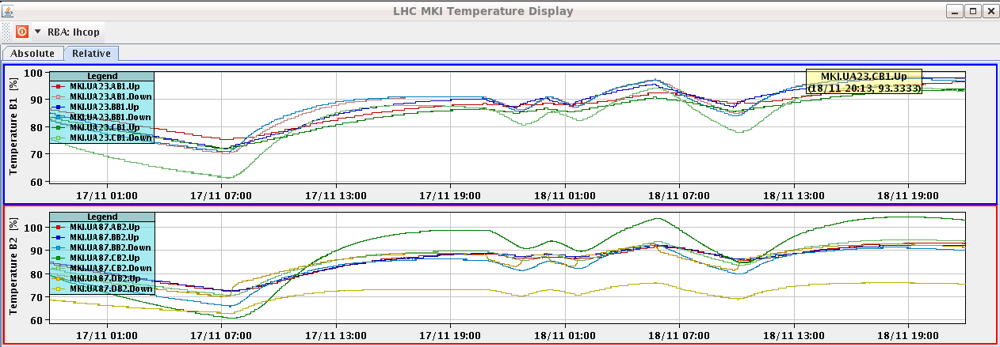 LHC MKI Temperature Display
RBA: lhcop
Absolute Relative
Temperature B1 [%]
100
90
80
70
60
Legend
MKI.UA23.AB1.Up
MKI.UA23.AB1.Down
MKI.UA23.BB1.Up
MKI.UA23.BB1.Down
MKI.UA23.CB1.Up
MKI.UA23.CB1.Down
MKI.UA23.CB1.Up
(18/11 20:13, 93.3333)
17/11 01:00 17/11 07:00 17/11 13:00 17/11 19:00 18/11 01:00 18/11 07:00 18/11 13:00 18/11 19:00
Temperature B2 [%]
100
90
80
70
60
Legend
MKI.UA87.AB2.Up
MKI.UA87.BB2.Up
MKI.UA87.BB2.Down
MKI.UA87.CB2.Up
MKI.UA87.CB2.Down
MKI.UA87.DB2.Up
MKI.UA87.DB2.Down
17/11 01:00 17/11 07:00 17/11 13:00 17/11 19:00 18/11 01:00 18/11 07:00 18/11 13:00 18/11 19:00